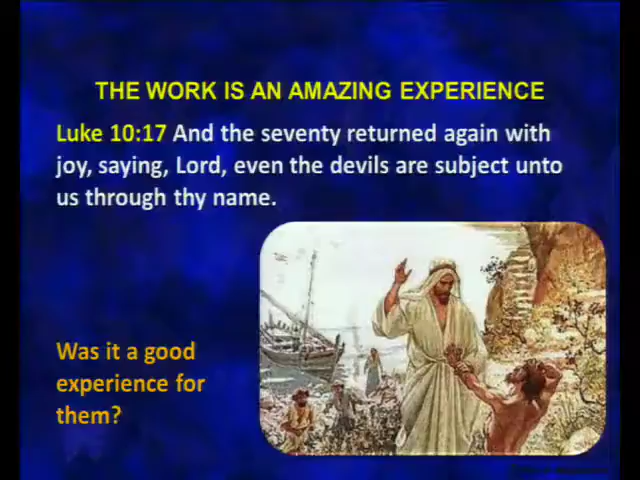 THE WORK IS AN AMAZING EXPERIENCE
Luke 10:17 And the seventy returned again with
joy, saying, Lord, even the devils are subject unto
us through thy name.
Was it a good
experience for
them?